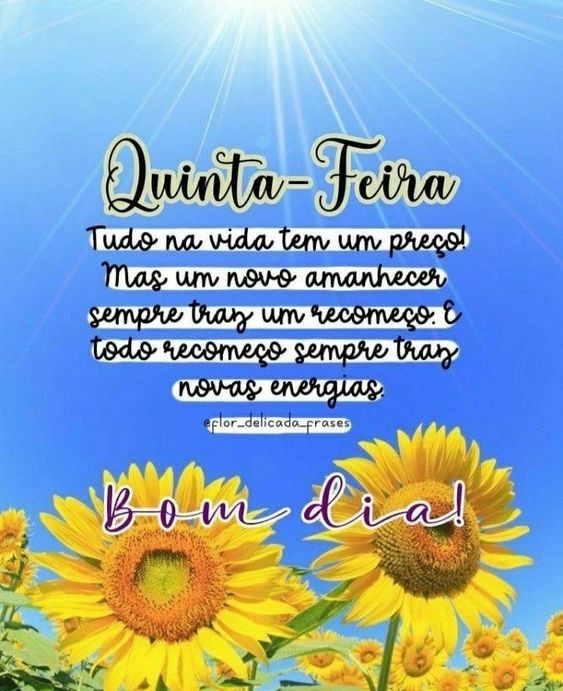 Quinta-Feira
Tudo na vida tem um preço!
Mas um novo amanhecer
sempre traz um recomeço. E
todo recomeço sempre traz
novas energias.
@flor_delicada_frases
Bom dia!